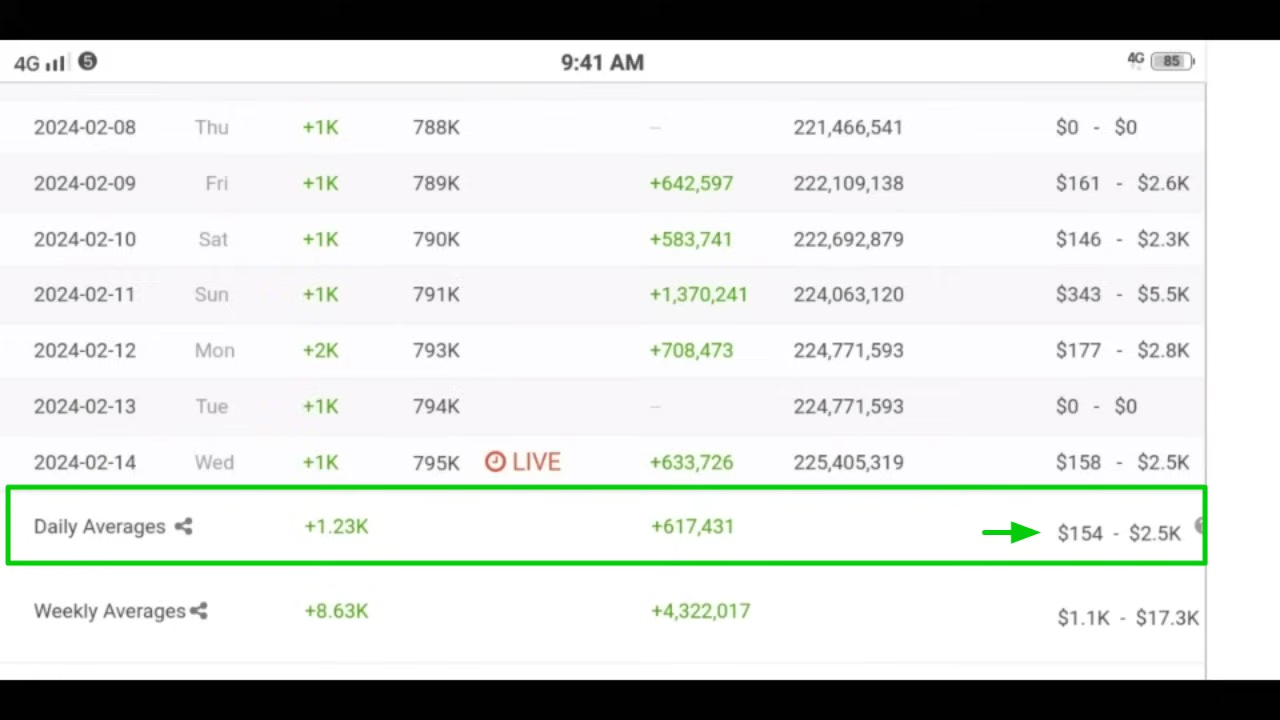 4G 5 9:41 AM 4G 85
2024-02-08 Thu +1K 788K -- 221,466,541 $0 - $0
2024-02-09 Fri +1K 789K +642,597 222,109,138 $161 - $2.6K
2024-02-10 Sat +1K 790K +583,741 222,692,879 $146 - $2.3K
2024-02-11 Sun +1K 791K +1,370,241 224,063,120 $343 - $5.5K
2024-02-12 Mon +2K 793K +708,473 224,771,593 $177 - $2.8K
2024-02-13 Tue +1K 794K -- 224,771,593 $0 - $0
2024-02-14 Wed +1K 795K LIVE +633,726 225,405,319 $158 - $2.5K
Daily Averages +1.23K +617,431 $154 - $2.5K
Weekly Averages +8.63K +4,322,017 $1.1K - $17.3K